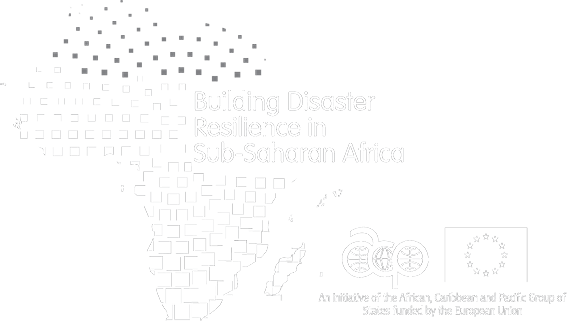 Building Disaster
Resilience in
Sub-Saharan Africa
acp
An initiative of the African, Caribbean and Pacific Group of
States funded by the European Union